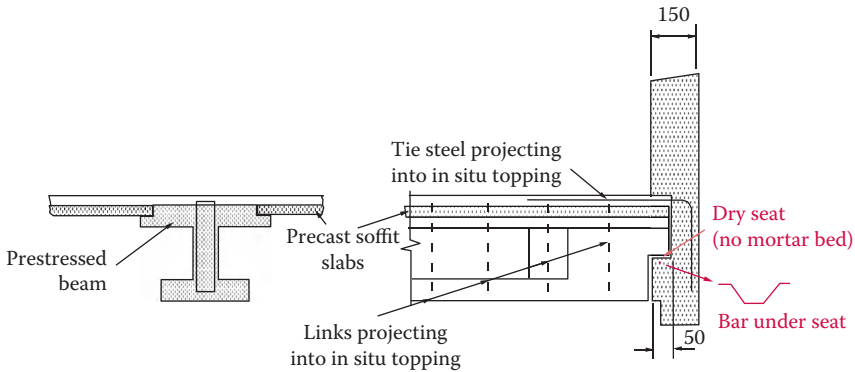 150
Tie steel projecting
into in situ topping
Dry seat
(no mortar bed)
Precast soffit
slabs
Prestressed
beam
Bar under seat
Links projecting
into in situ topping
50